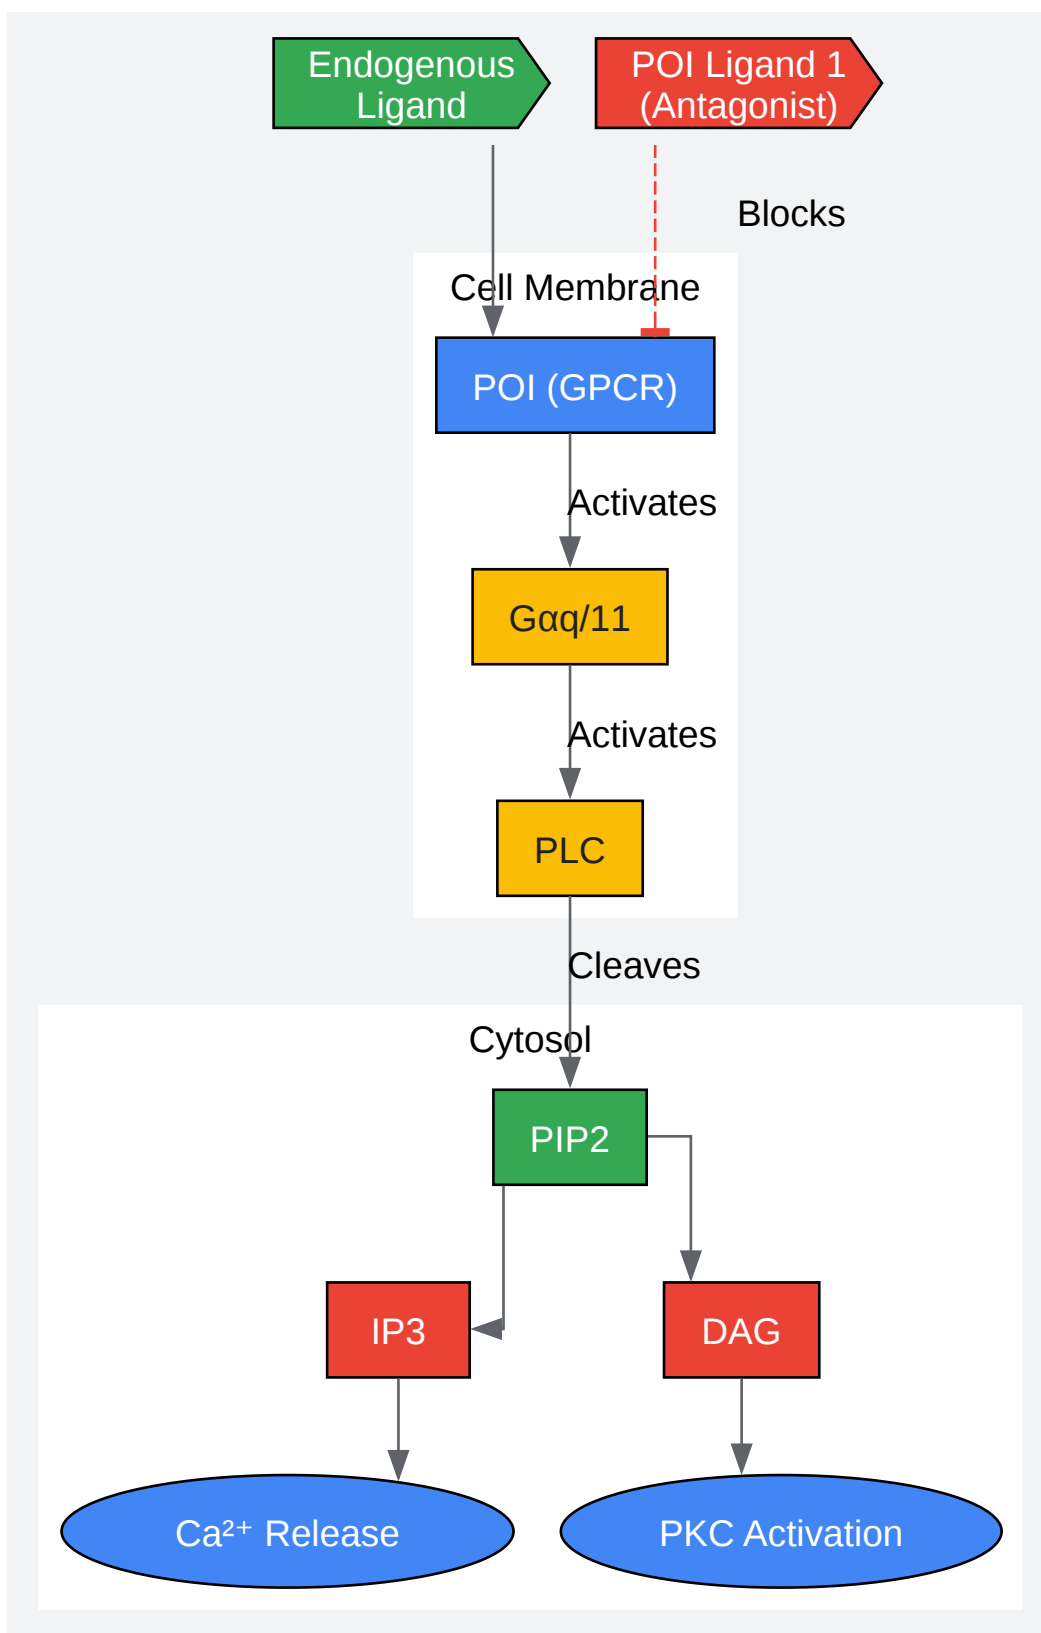 Endogenous
Ligand
POI Ligand 1
(Antagonist)
Blocks
Cell Membrane
POI (GPCR)
Activates
Gαq/11
Activates
PLC
Cleaves
Cytosol
PIP2
IP3
DAG
Ca²⁺ Release
PKC Activation